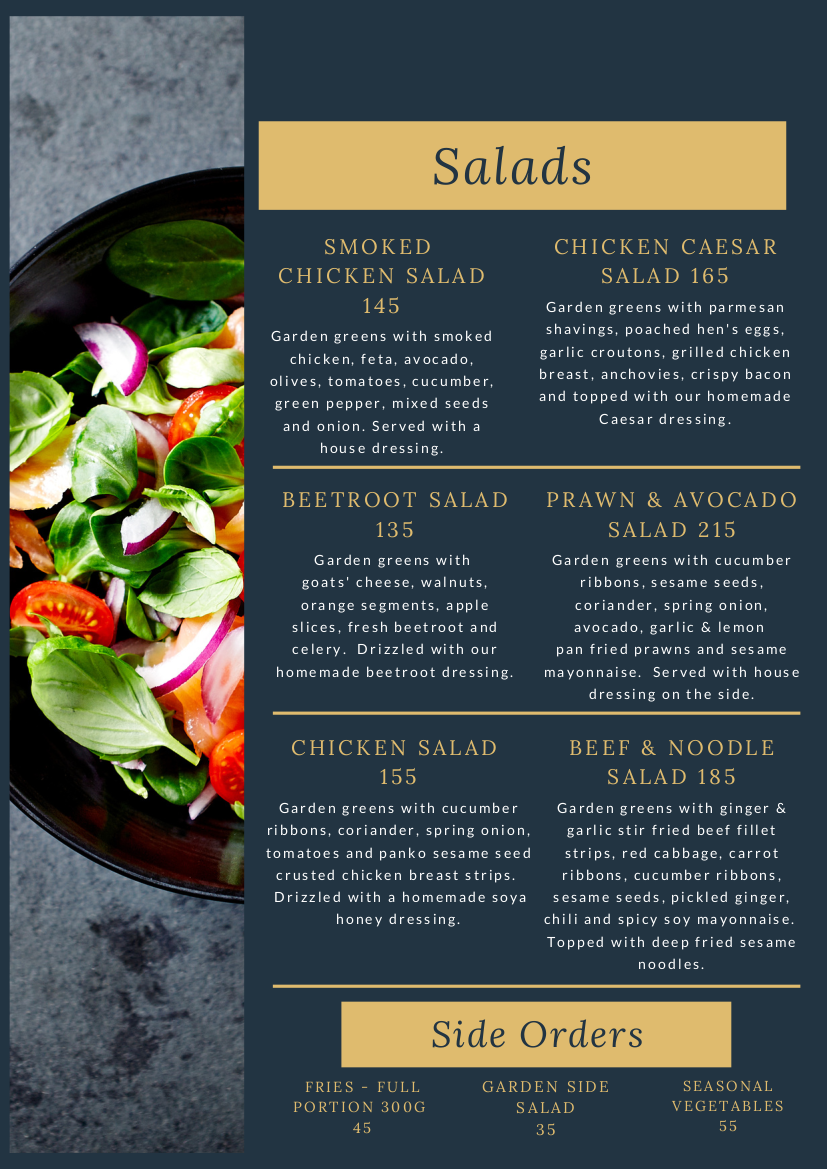 Salads
SMOKED
CHICKEN SALAD
145
Garden greens with smoked
chicken, feta, avocado,
olives, tomatoes, cucumber,
green pepper, mixed seeds
and onion. Served with a
house dressing.
CHICKEN CAESAR
SALAD 165
Garden greens with parmesan
shavings, poached hen's eggs,
garlic croutons, grilled chicken
breast, anchovies, crispy bacon
and topped with our homemade
Caesar dressing.
BEETROOT SALAD
135
Garden greens with
goats' cheese, walnuts,
orange segments, apple
slices, fresh beetroot and
celery. Drizzled with our
homemade beetroot dressing.
PRAWN & AVOCADO
SALAD 215
Garden greens with cucumber
ribbons, sesame seeds,
coriander, spring onion,
avocado, garlic & lemon
pan fried prawns and sesame
mayonnaise. Served with house
dressing on the side.
CHICKEN SALAD
155
Garden greens with cucumber
ribbons, coriander, spring onion,
tomatoes and panko sesame seed
crusted chicken breast strips.
Drizzled with a homemade soya
honey dressing.
BEEF & NOODLE
SALAD 185
Garden greens with ginger &
garlic stir fried beef fillet
strips, red cabbage, carrot
ribbons, cucumber ribbons,
sesame seeds, pickled ginger,
chili and spicy soy mayonnaise.
Topped with deep fried sesame
noodles.
Side Orders
FRIES - FULL
PORTION 300G
45
GARDEN SIDE
SALAD
35
SEASONAL
VEGETABLES
55